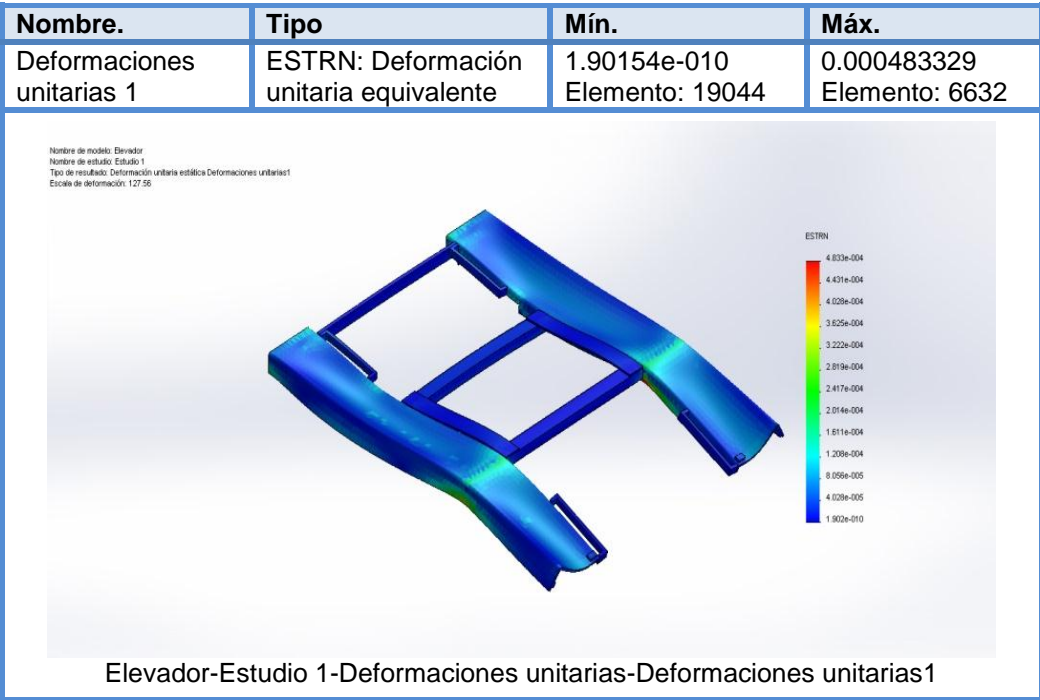 Nombre. Tipo Mín. Máx.
Deformaciones ESTRN: Deformación 1.90154e-010 0.000483329
unitarias 1 unitaria equivalente Elemento: 19044 Elemento: 6632
Nombre de modelo: Elevador
Nombre de estudio: Estudio 1
Tipo de resultado: Deformación unitaria estática Deformaciones unitarias1
Escala de deformación: 127.56
ESTRN
4.833e-004
4.431e-004
4.028e-004
3.625e-004
3.222e-004
2.819e-004
2.417e-004
2.014e-004
1.611e-004
1.208e-004
8.056e-005
4.028e-005
1.902e-010
Elevador-Estudio 1-Deformaciones unitarias-Deformaciones unitarias1